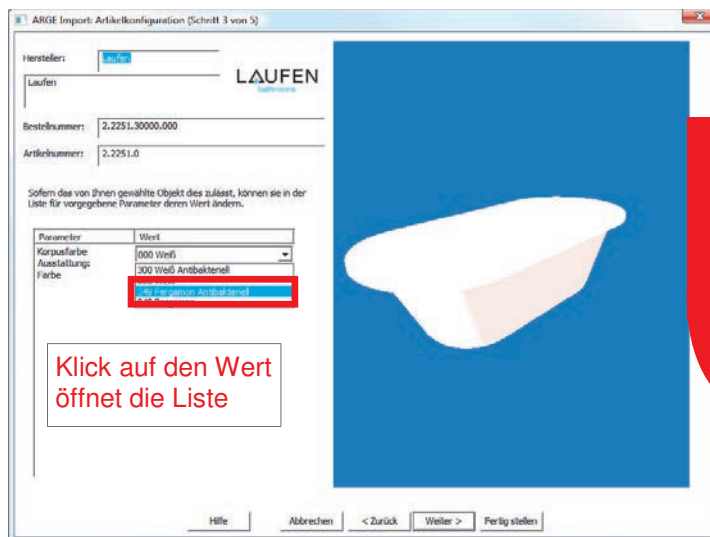 ARGE Import: Artikelkonfiguration (Schritt 3 von 5)
Hersteller:
Laufen
Laufen
LAUFEN
Bestellnummer:
2.2251.30000.000
Artikelnummer:
2.2251.0
Sofern das von Ihnen gewählte Objekt dies zulässt, können sie in der
Liste für vorgegebene Parameter deren Wert ändern.
Parameter Wert
Korpusfarbe
Ausstattung:
Farbe
000 Weiß
300 Weiß Antibakteriell
Pergamon Antibakteriell
Klick auf den Wert
öffnet die Liste
Hilfe Abbrechen < Zurück Weiter > Fertig stellen